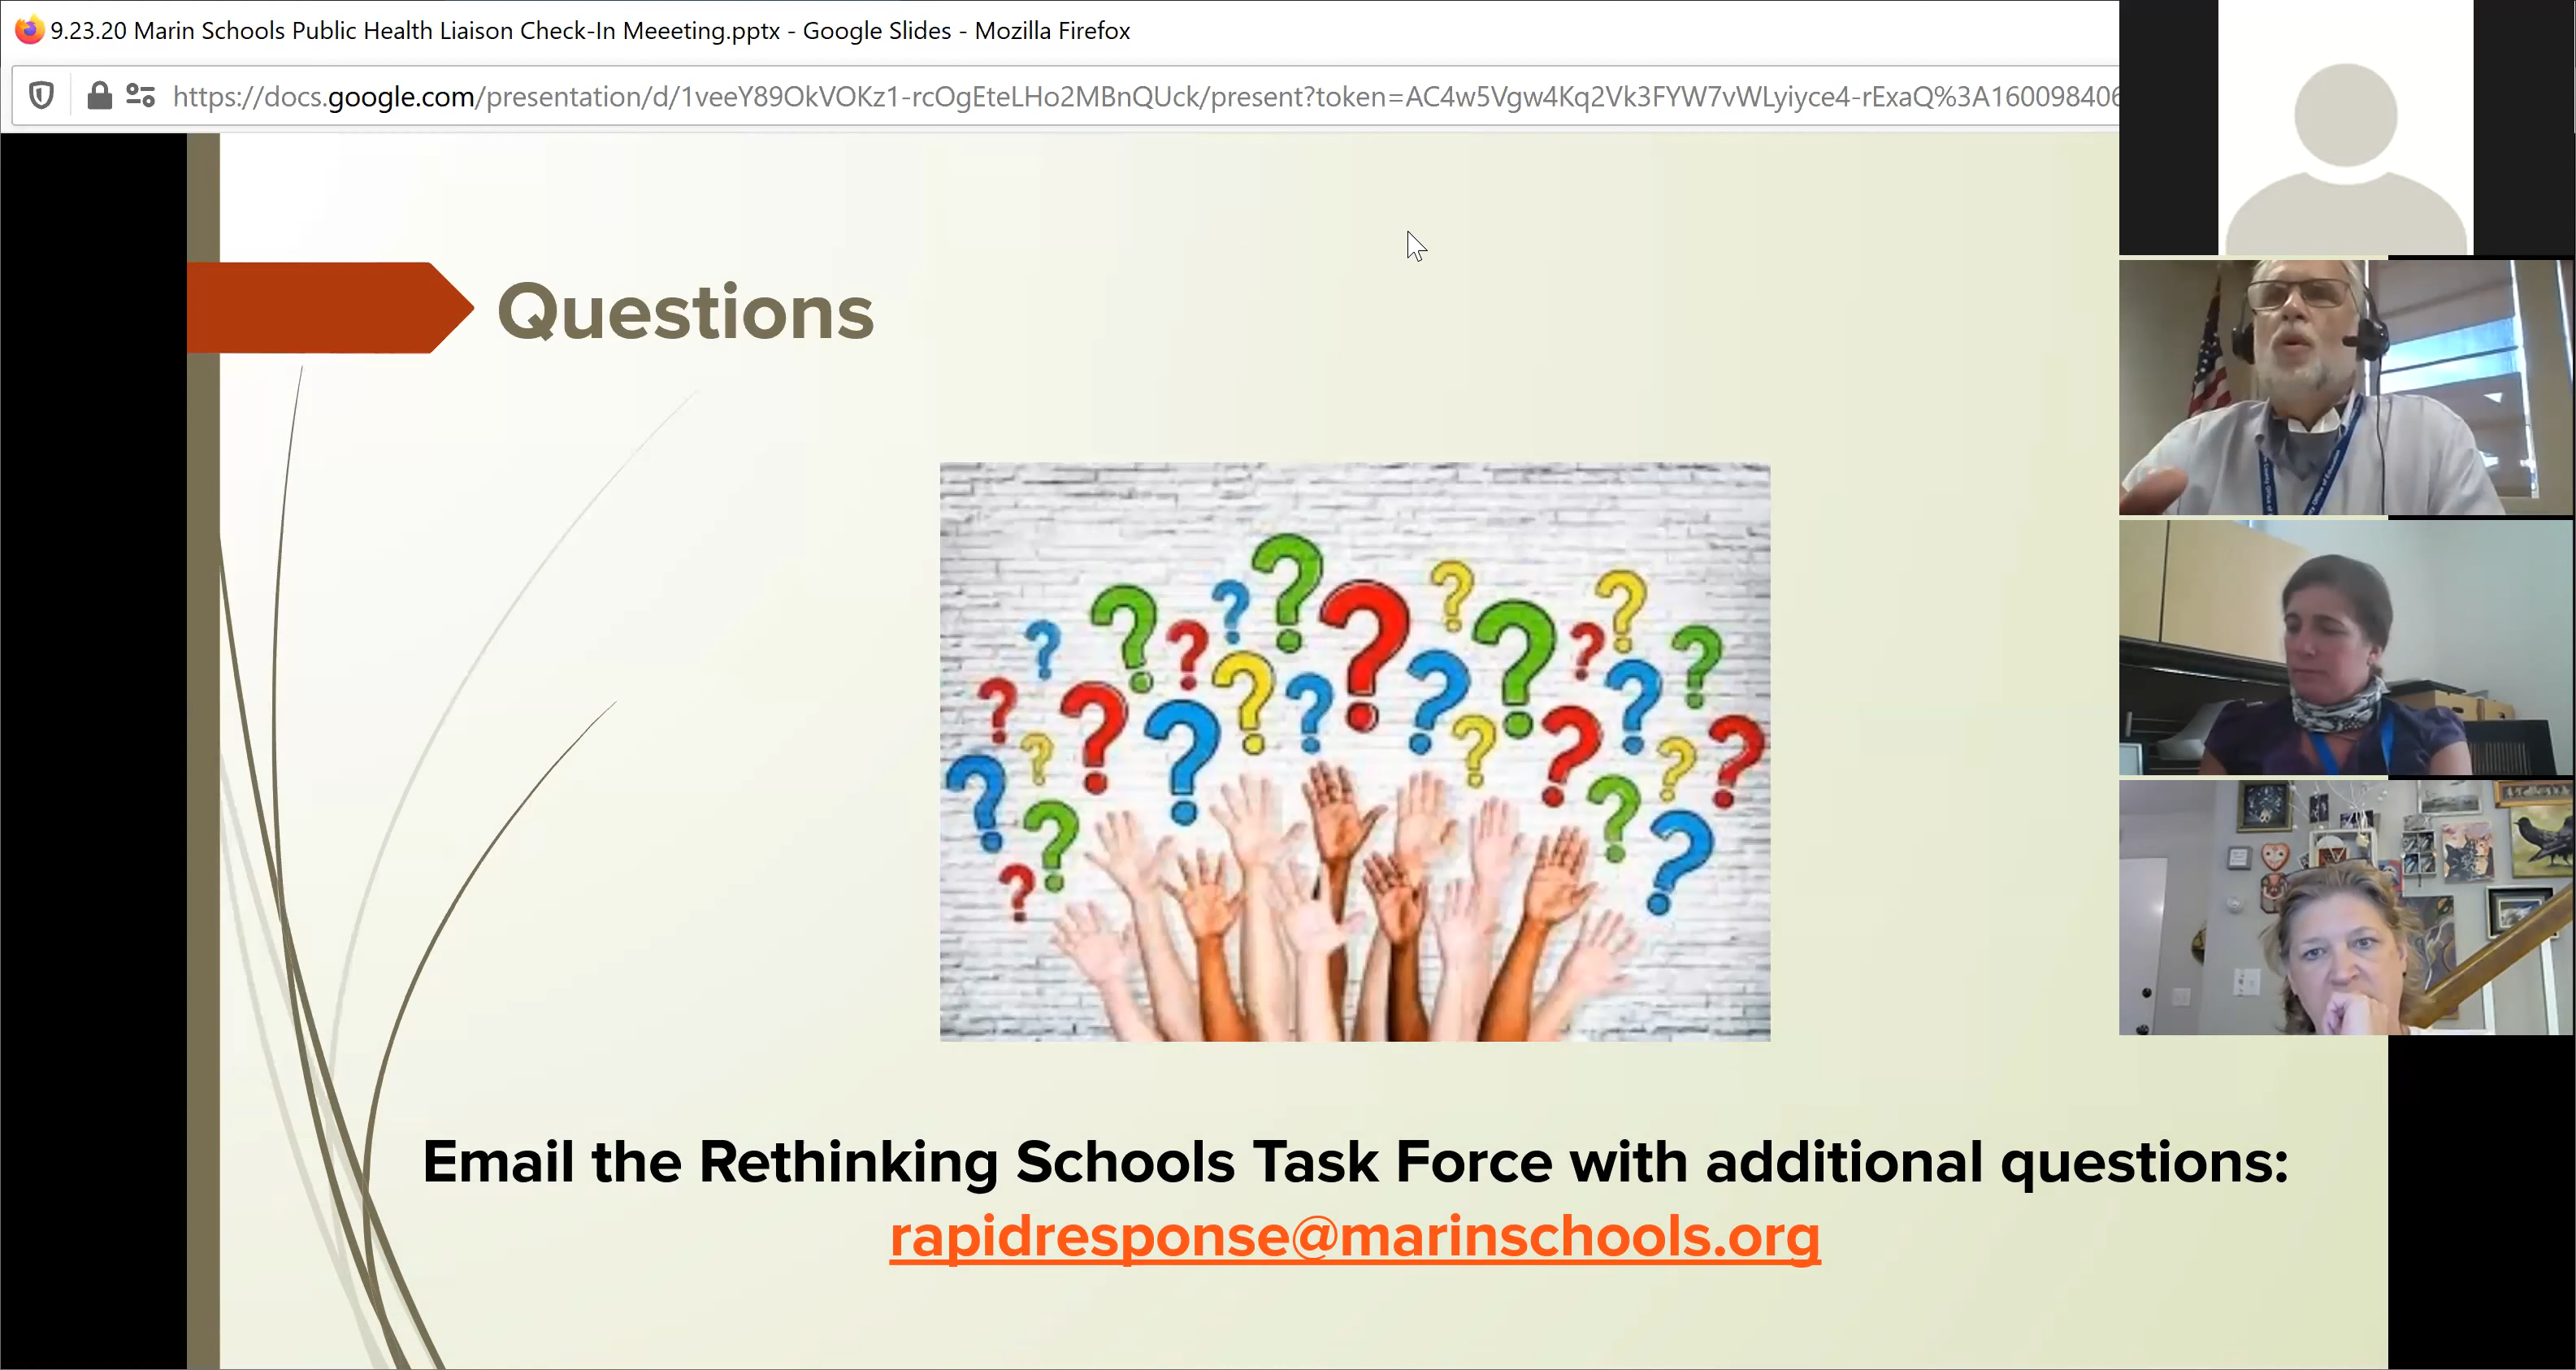 9.23.20 Marin Schools Public Health Liaison Check-In Meeeting.pptx - Google Slides - Mozilla Firefox
https://docs.google.com/presentation/d/1veeY89OkVOKz1-rcOgEteLHo2MBnQUck/present?token=AC4w5Vgw4Kq2Vk3FYW7vWLyiyce4-rExaQ%3A160098406
Questions
? ? ? ? ? ? ? ? ? ? ? ? ? ? ? ? ? ? ? ? ? ? ? ? ? ? ? ? ?
Email the Rethinking Schools Task Force with additional questions:
rapidresponse@marinschools.org